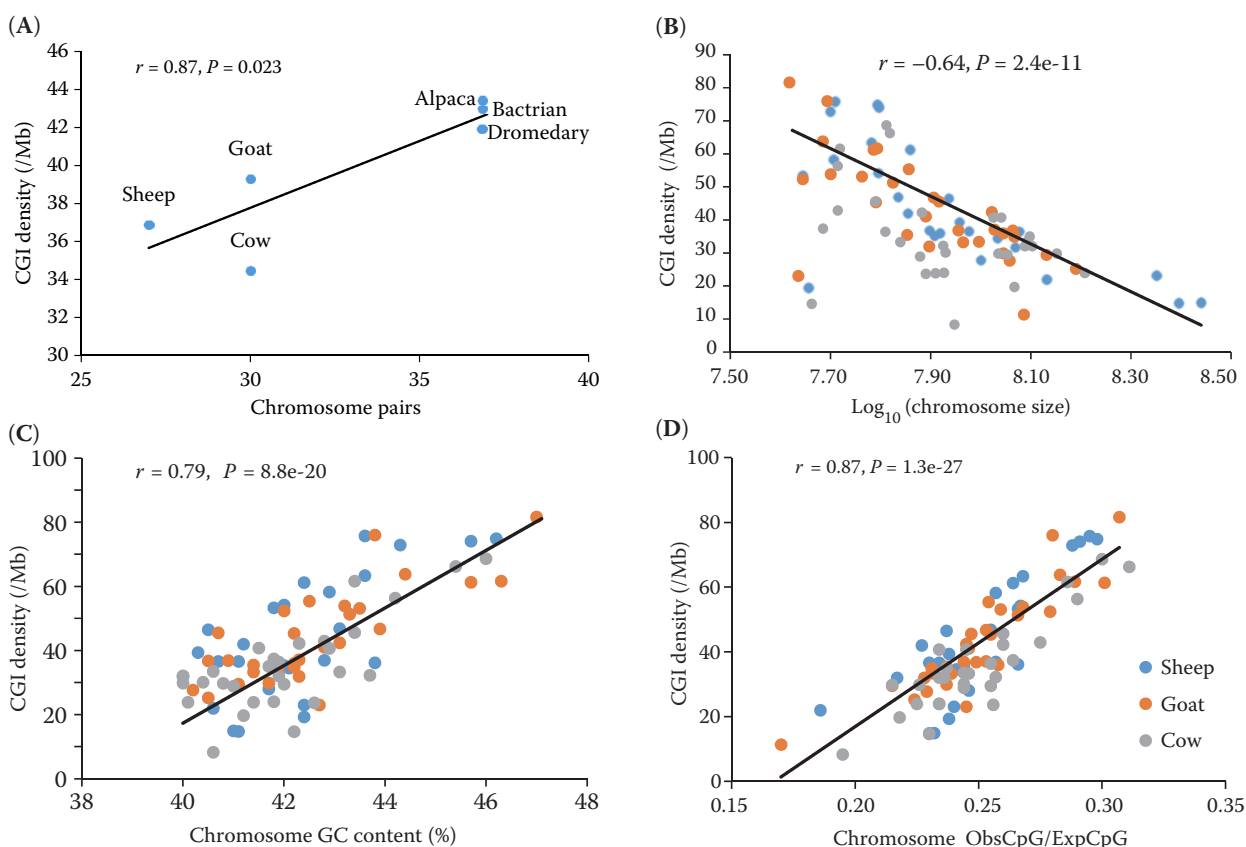 (A)
r = 0.87, P = 0.023
CGI density (/Mb)
46
44
42
40
38
36
34
32
30
Sheep
Goat
Cow
Alpaca
Bactrian
Dromedary
25
30
35
40
Chromosome pairs
(B)
r = −0.64, P = 2.4e-11
CGI density (/Mb)
90
80
70
60
50
40
30
20
10
0
7.50
7.70
7.90
8.10
8.30
8.50
Log10 (chromosome size)
(C)
r = 0.79, P = 8.8e-20
CGI density (/Mb)
100
80
60
40
20
0
38
40
42
44
46
48
Chromosome GC content (%)
(D)
r = 0.87, P = 1.3e-27
CGI density (/Mb)
100
80
60
40
20
0
Sheep
Goat
Cow
0.15
0.20
0.25
0.30
0.35
Chromosome ObsCpG/ExpCpG